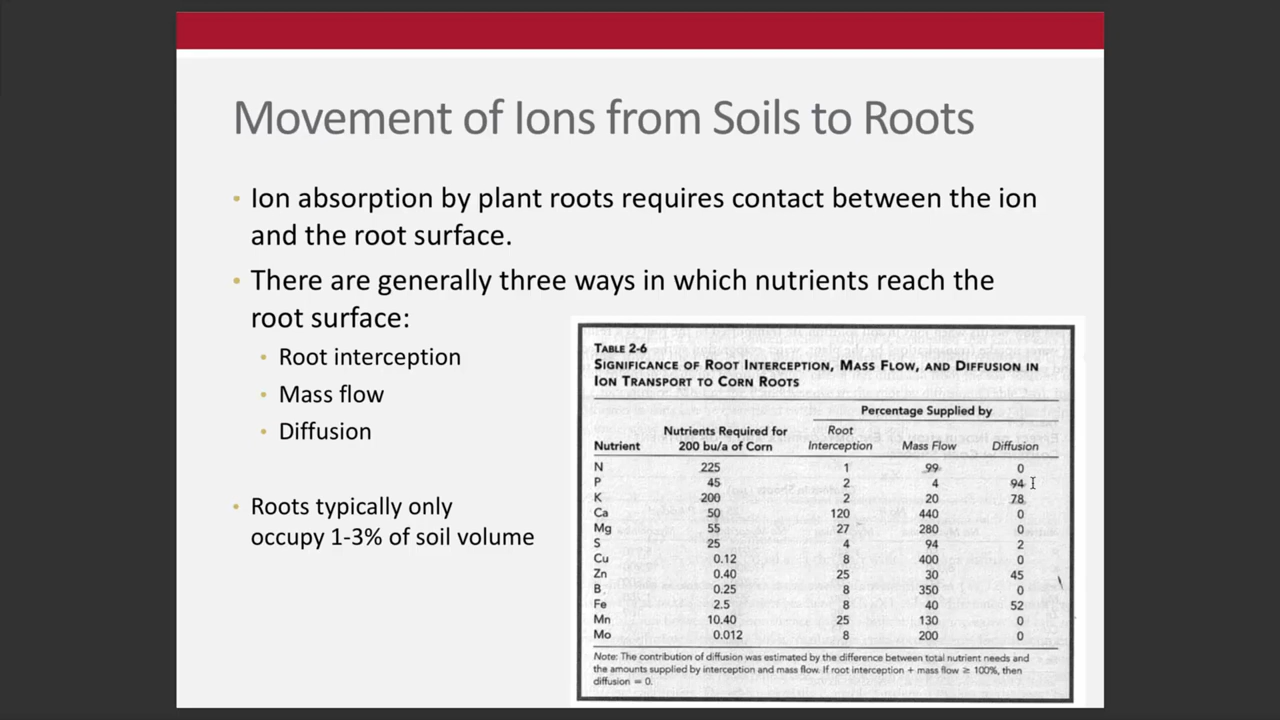 Movement of Ions from Soils to Roots
Ion absorption by plant roots requires contact between the ion
and the root surface.
There are generally three ways in which nutrients reach the
root surface:
Root interception
Mass flow
Diffusion
Roots typically only
occupy 1-3% of soil volume
TABLE 2-6
SIGNIFICANCE OF ROOT INTERCEPTION, MASS FLOW, AND DIFFUSION IN
ION TRANSPORT TO CORN ROOTS
Percentage Supplied by
Nutrients Required for Root
Nutrient 200 bu/a of Corn Interception Mass Flow Diffusion
N 225 1 99 0
P 45 2 4 94
K 200 2 20 78
Ca 50 120 440 0
Mg 55 27 280 0
S 25 4 94 2
Cu 0.12 8 400 0
Zn 0.40 25 30 45
B 0.25 8 350 0
Fe 2.5 8 40 52
Mn 10.40 25 130 0
Mo 0.012 8 200 0
Note: The contribution of diffusion was estimated by the difference between total nutrient needs and
the amounts supplied by interception and mass flow. If root interception + mass flow ≥ 100%, then
diffusion = 0.